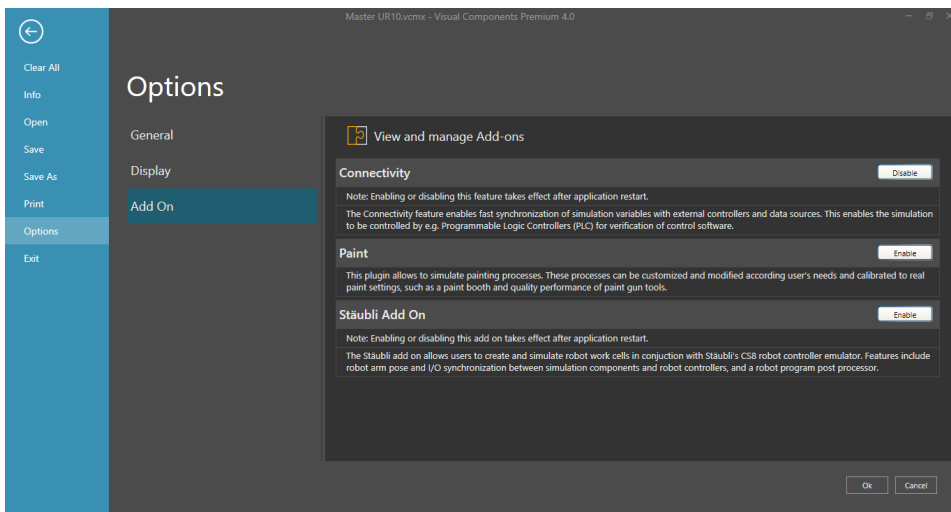 Master UR10.vcmx - Visual Components Premium 4.0
Clear All
Info
Open
Save
Save As
Print
Options
Exit
Options
General
Display
Add On
View and manage Add-ons
Connectivity
Disable
Note: Enabling or disabling this feature takes effect after application restart.
The Connectivity feature enables fast synchronization of simulation variables with external controllers and data sources. This enables the simulation
to be controlled by e.g. Programmable Logic Controllers (PLC) for verification of control software.
Paint
Enable
This plugin allows to simulate painting processes. These processes can be customized and modified according user's needs and calibrated to real
paint settings, such as a paint booth and quality performance of paint gun tools.
Stäubli Add On
Enable
Note: Enabling or disabling this add on takes effect after application restart.
The Stäubli add on allows users to create and simulate robot work cells in conjuction with Stäubli's CS8 robot controller emulator. Features include
robot arm pose and I/O synchronization between simulation components and robot controllers, and a robot program post processor.
Ok
Cancel